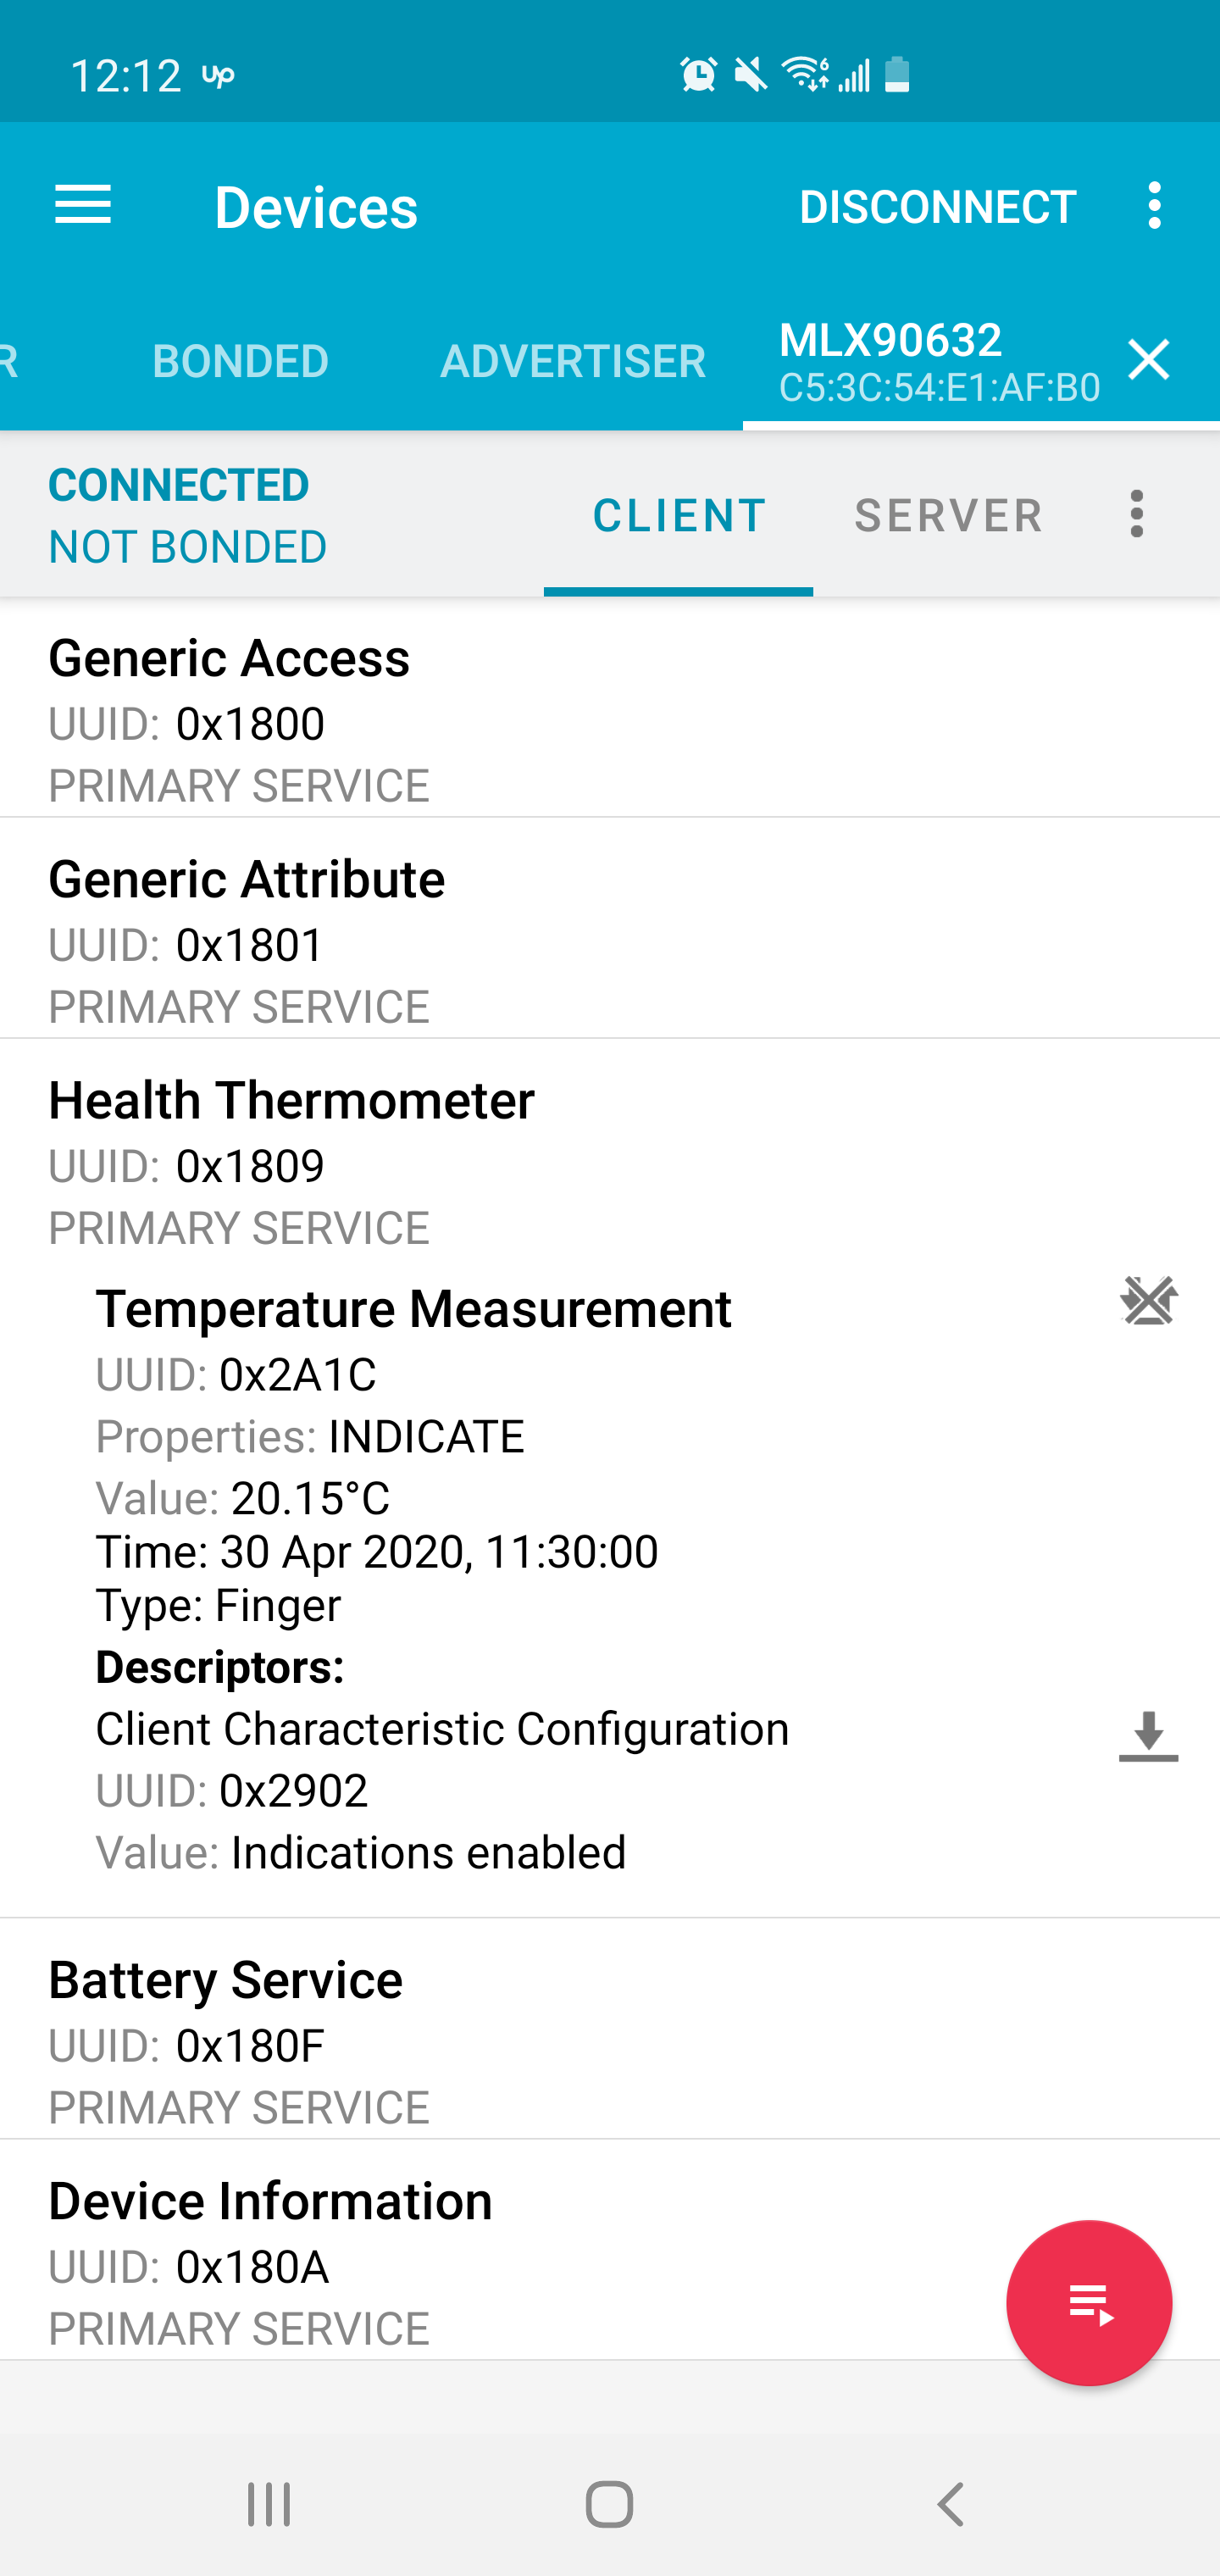 12:12 up
6
Devices
DISCONNECT
R
BONDED
ADVERTISER
MLX90632
C5:3C:54:E1:AF:B0
CONNECTED
NOT BONDED
CLIENT
SERVER
Generic Access
UUID: 0x1800
PRIMARY SERVICE
Generic Attribute
UUID: 0x1801
PRIMARY SERVICE
Health Thermometer
UUID: 0x1809
PRIMARY SERVICE
Temperature Measurement
UUID: 0x2A1C
Properties: INDICATE
Value: 20.15°C
Time: 30 Apr 2020, 11:30:00
Type: Finger
Descriptors:
Client Characteristic Configuration
UUID: 0x2902
Value: Indications enabled
Battery Service
UUID: 0x180F
PRIMARY SERVICE
Device Information
UUID: 0x180A
PRIMARY SERVICE